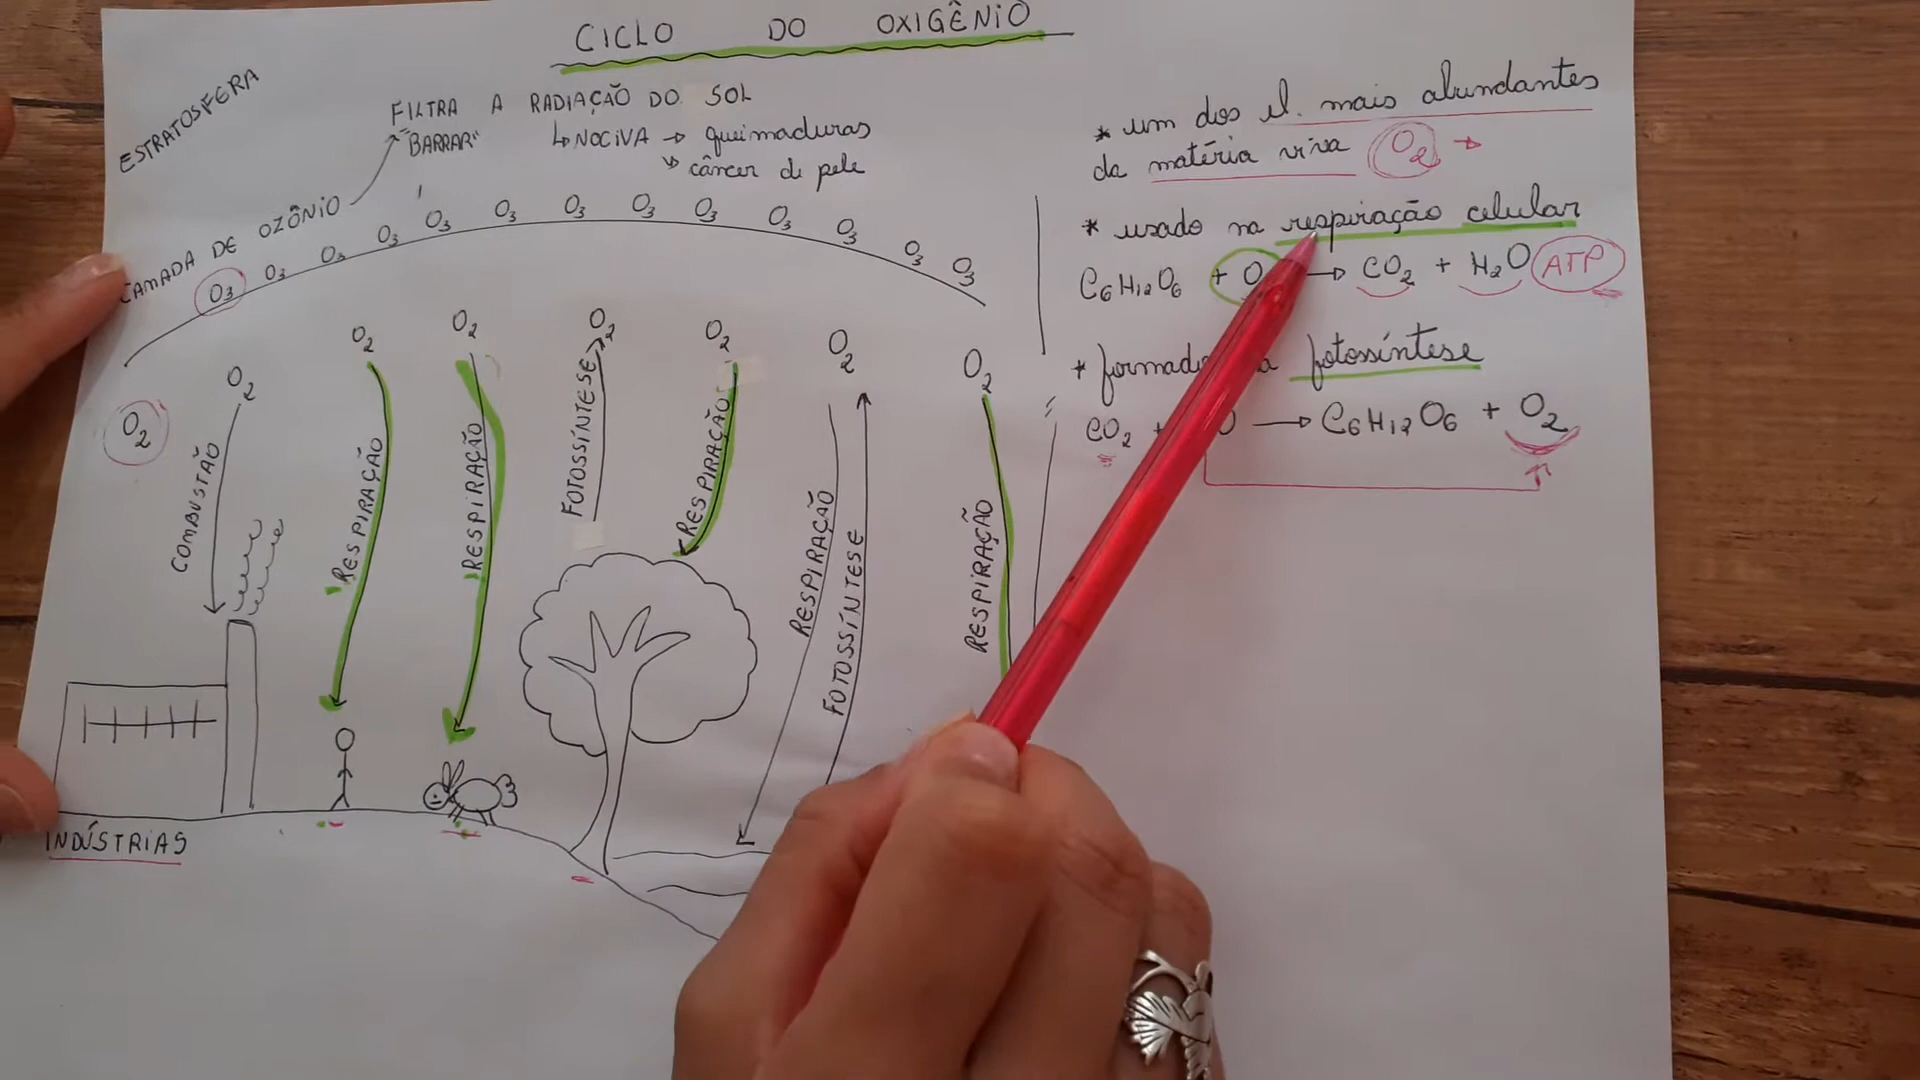 CICLO DO OXIGÊNIO
ESTRATOSFERA
FILTRA A RADIAÇÃO DO SOL
"BARRAR" ↳ NOCIVA → queimaduras
↘ câncer de pele
CAMADA DE OZÔNIO
O3 O3 O3 O3 O3 O3 O3 O3 O3 O3 O3 O3 O3
O2 O2 O2 O2 O2 O2 O2 O2
COMBUSTÃO
RESPIRAÇÃO
RESPIRAÇÃO
FOTOSSÍNTESE
RESPIRAÇÃO
RESPIRAÇÃO
FOTOSSÍNTESE
RESPIRAÇÃO
INDÚSTRIAS
* um dos el. mais abundantes
da matéria viva O2 →
* usado na respiração celular
C6H12O6 + O → CO2 + H2O ATP
* formado a fotossíntese
CO2 + O → C6H12O6 + O2